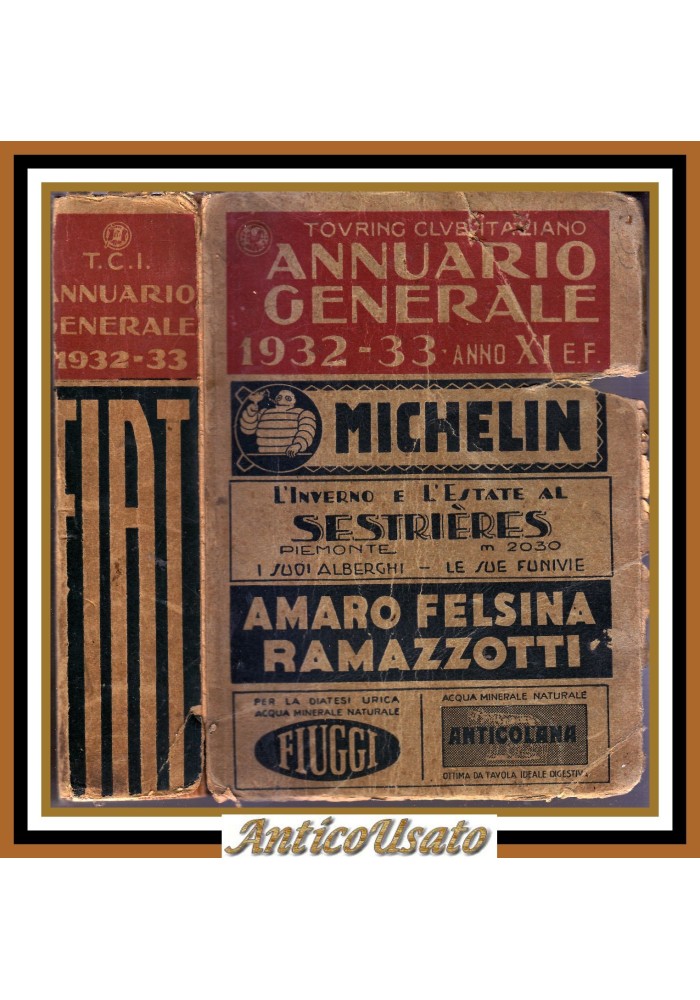 T.C.I.
ANNUARIO
GENERALE
1932-33
FIAT
TOVRING CLVB ITALIANO
ANNUARIO
GENERALE
1932-33 · ANNO XI E.F.
MICHELIN
L'INVERNO E L'ESTATE AL
SESTRIÈRES
PIEMONTE m 2030
I SUOI ALBERGHI – LE SUE FUNIVIE
AMARO FELSINA
RAMAZZOTTI
PER LA DIATESI URICA
ACQUA MINERALE NATURALE
FIUGGI
ACQUA MINERALE NATURALE
ANTICOLANA
OTTIMA DA TAVOLA IDEALE DIGESTIVA
AnticoUsato